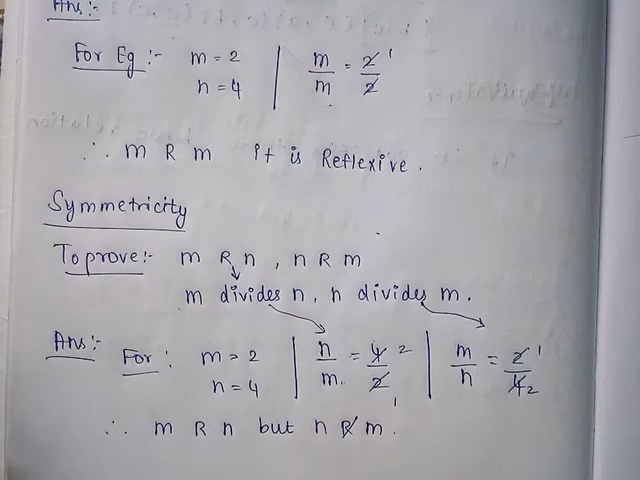 Ans:-
For Eg :- m = 2 | m/m = 2/2 1
n = 4
∴ m R m It is Reflexive.
Symmetricity
To prove:- m R n , n R m
m divides n, n divides m.
Ans:- For : m = 2 | n/m = 4/2 2 1 | m/n = 2/4 1 2
n = 4
∴ m R n but n R̸ m.